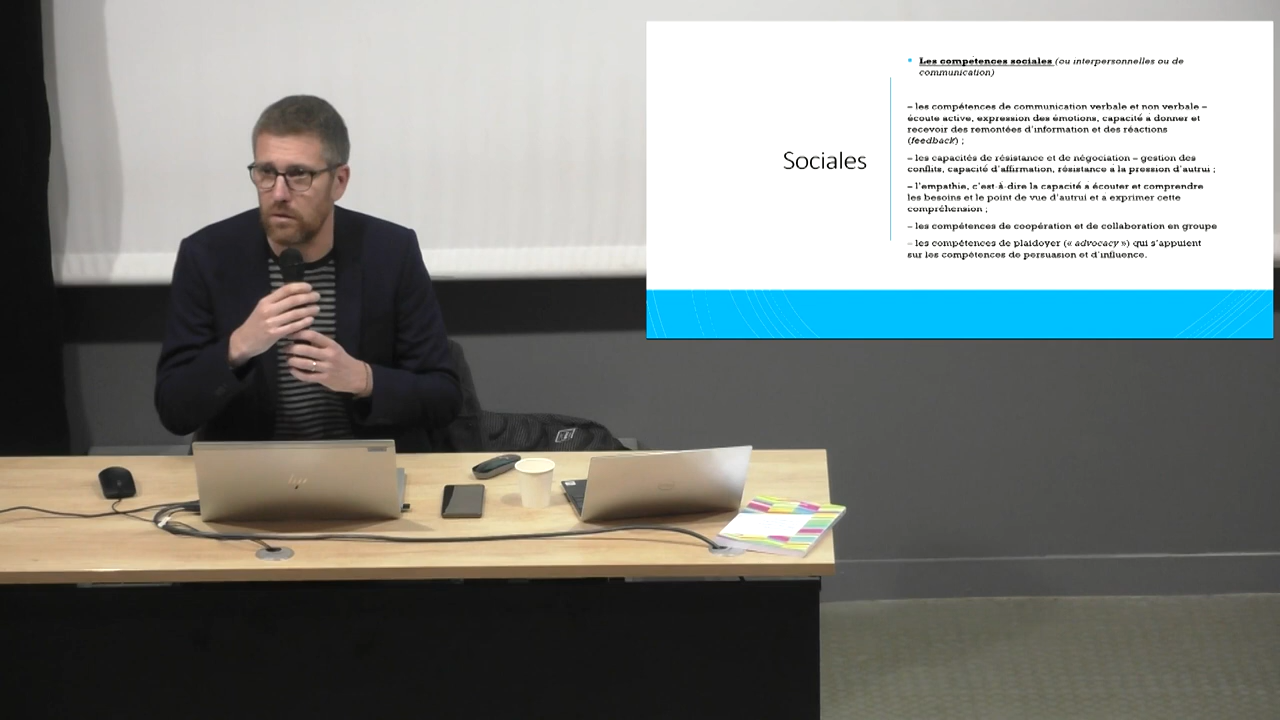 Sociales
• Les competences sociales (ou interpersonnelles ou de
communication)
– les compétences de communication verbale et non verbale –
écoute active, expression des émotions, capacité à donner et
recevoir des remontées d'information et des réactions
(feedback) ;
– les capacités de résistance et de négociation – gestion des
conflits, capacité d'affirmation, résistance à la pression d'autrui ;
– l'empathie, c'est-à-dire la capacité à écouter et comprendre
les besoins et le point de vue d'autrui et a exprimer cette
compréhension ;
– les compétences de coopération et de collaboration en groupe
– les compétences de plaidoyer (« advocacy ») qui s'appuient
sur les compétences de persuasion et d'influence.
hp